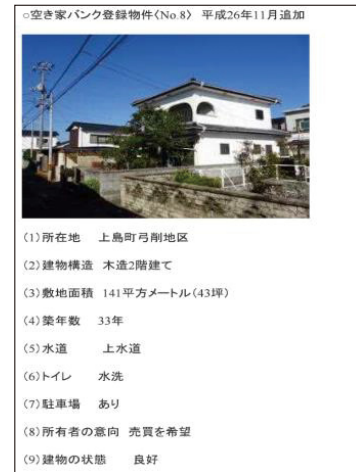 ○空き家バンク登録物件〈No.8〉 平成26年11月追加
(1)所在地 上島町弓削地区
(2)建物構造 木造2階建て
(3)敷地面積 141平方メートル(43坪)
(4)築年数 33年
(5)水道 上水道
(6)トイレ 水洗
(7)駐車場 あり
(8)所有者の意向 売買を希望
(9)建物の状態 良好